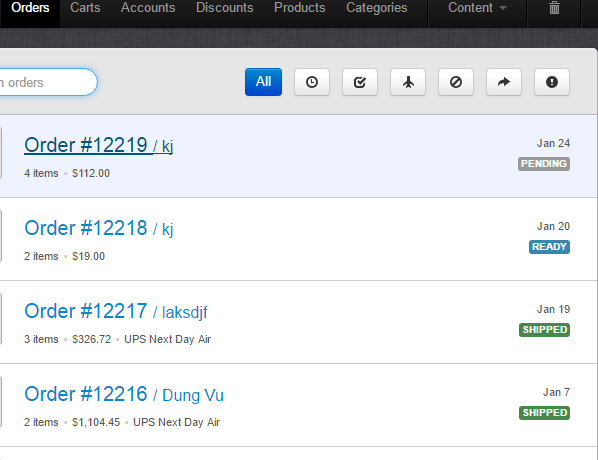 Orders Carts Accounts Discounts Products Categories Content
orders All
Order #12219 / kj Jan 24
4 items • $112.00 PENDING
Order #12218 / kj Jan 20
2 items • $19.00 READY
Order #12217 / laksdjf Jan 19
3 items • $326.72 • UPS Next Day Air SHIPPED
Order #12216 / Dung Vu Jan 7
2 items • $1,104.45 • UPS Next Day Air SHIPPED